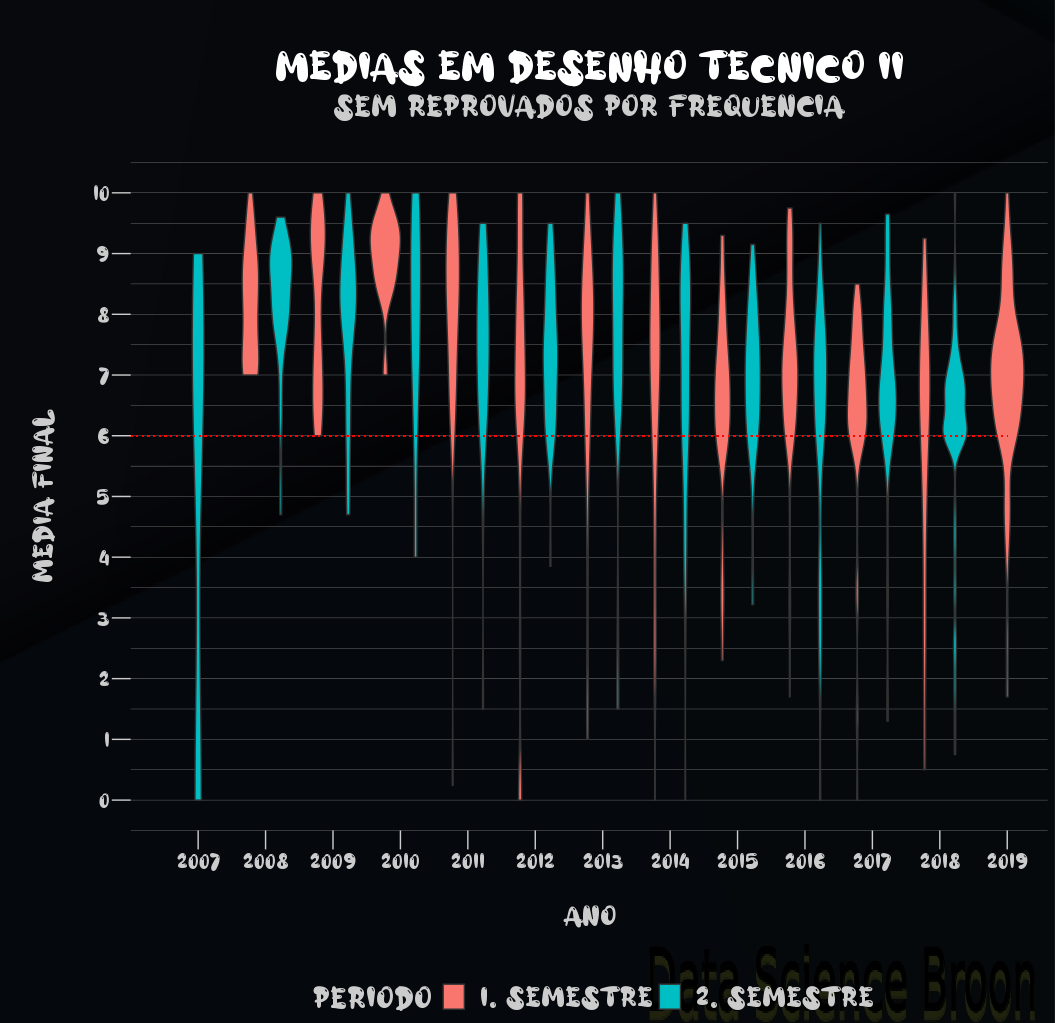 MEDIAS EM DESENHO TECNICO II
SEM REPROVADOS POR FREQUENCIA
10
9
8
7
6
5
4
3
2
1
0
MEDIA FINAL
2007 2008 2009 2010 2011 2012 2013 2014 2015 2016 2017 2018 2019
ANO
Data Science Broon
PERIODO 1. SEMESTRE 2. SEMESTRE